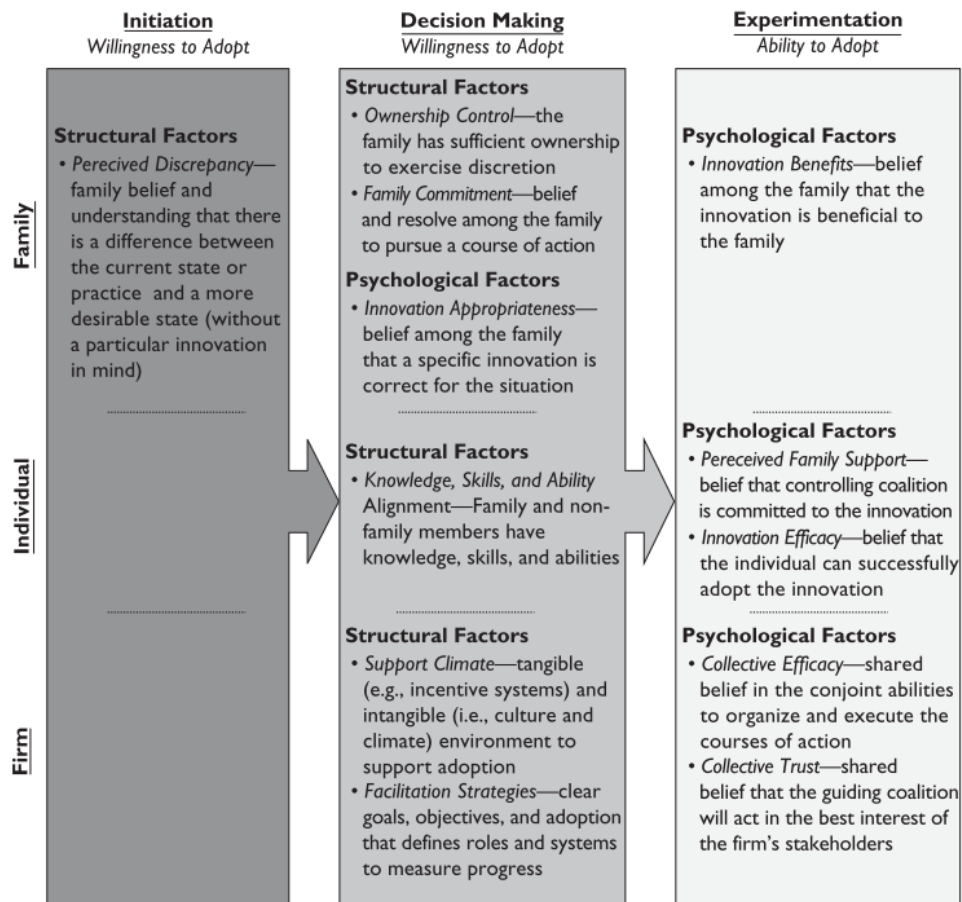 Initiation
Willingness to Adopt
Decision Making
Willingness to Adopt
Experimentation
Ability to Adopt
Family
Structural Factors
• Perecived Discrepancy—
family belief and
understanding that there
is a difference between
the current state or
practice and a more
desirable state (without
a particular innovation
in mind)
Structural Factors
• Ownership Control—the
family has sufficient ownership
to exercise discretion
• Family Commitment—belief
and resolve among the family
to pursue a course of action
Psychological Factors
• Innovation Appropriateness—
belief among the family
that a specific innovation is
correct for the situation
Psychological Factors
• Innovation Benefits—belief
among the family that the
innovation is beneficial to
the family
Individual
Structural Factors
• Knowledge, Skills, and Ability
Alignment—Family and non-
family members have
knowledge, skills, and abilities
Psychological Factors
• Pereceived Family Support—
belief that controlling coalition
is committed to the innovation
• Innovation Efficacy—belief that
the individual can successfully
adopt the innovation
Firm
Structural Factors
• Support Climate—tangible
(e.g., incentive systems) and
intangible (i.e., culture and
climate) environment to
support adoption
• Facilitation Strategies—clear
goals, objectives, and adoption
that defines roles and systems
to measure progress
Psychological Factors
• Collective Efficacy—shared
belief in the conjoint abilities
to organize and execute the
courses of action
• Collective Trust—shared
belief that the guiding coalition
will act in the best interest of
the firm's stakeholders